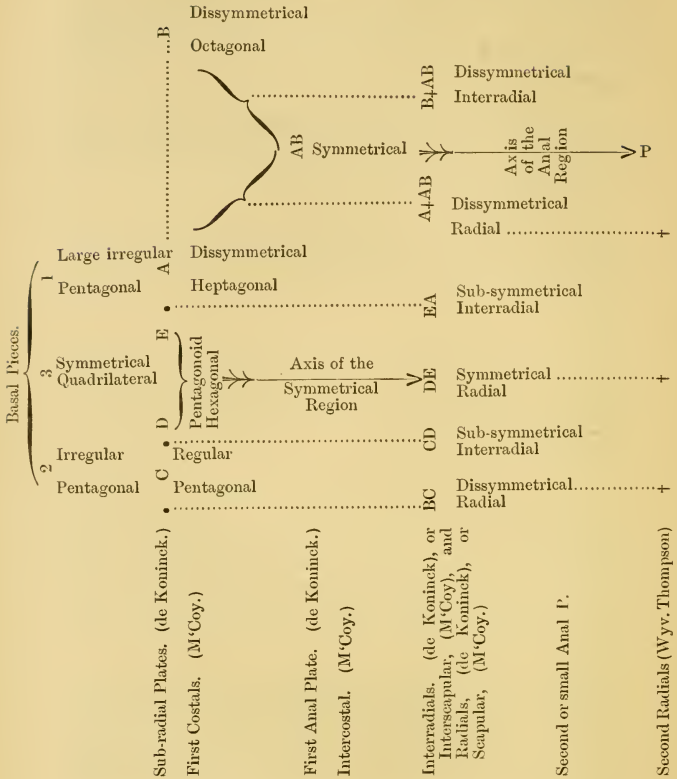 Dissymmetrical
B
Octagonal
B+AB
Dissymmetrical
Interradial
AB
Symmetrical
Axis
of the
Anal
Region
P
A+AB
Dissymmetrical
Radial
Large irregular
A
Dissymmetrical
1
Pentagonal
Heptagonal
EA
Sub-symmetrical
Interradial
Basal Pieces.
3
Symmetrical
Quadrilateral
E
D
Pentagonoid
Hexagonal
Axis of the
Symmetrical
Region
DE
Symmetrical
Radial
CD
Sub-symmetrical
Interradial
2
Irregular
Regular
C
Pentagonal
Pentagonal
BC
Dissymmetrical
Radial
Sub-radial Plates. (de Koninck.)
First Costals. (M‘Coy.)
First Anal Plate. (de Koninck.)
Intercostal. (M‘Coy.)
Interradials. (de Koninck), or
Interscapular, (M‘Coy), and
Radials, (de Koninck), or
Scapular, (M‘Coy.)
Second or small Anal P.
Second Radials (Wyv. Thompson)